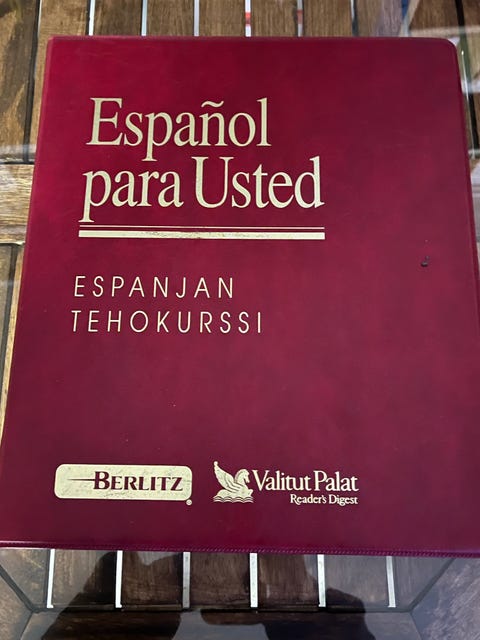 Español
para Usted
ESPANJAN
TEHOKURSSI
BERLITZ®
Valitut Palat
Reader's Digest